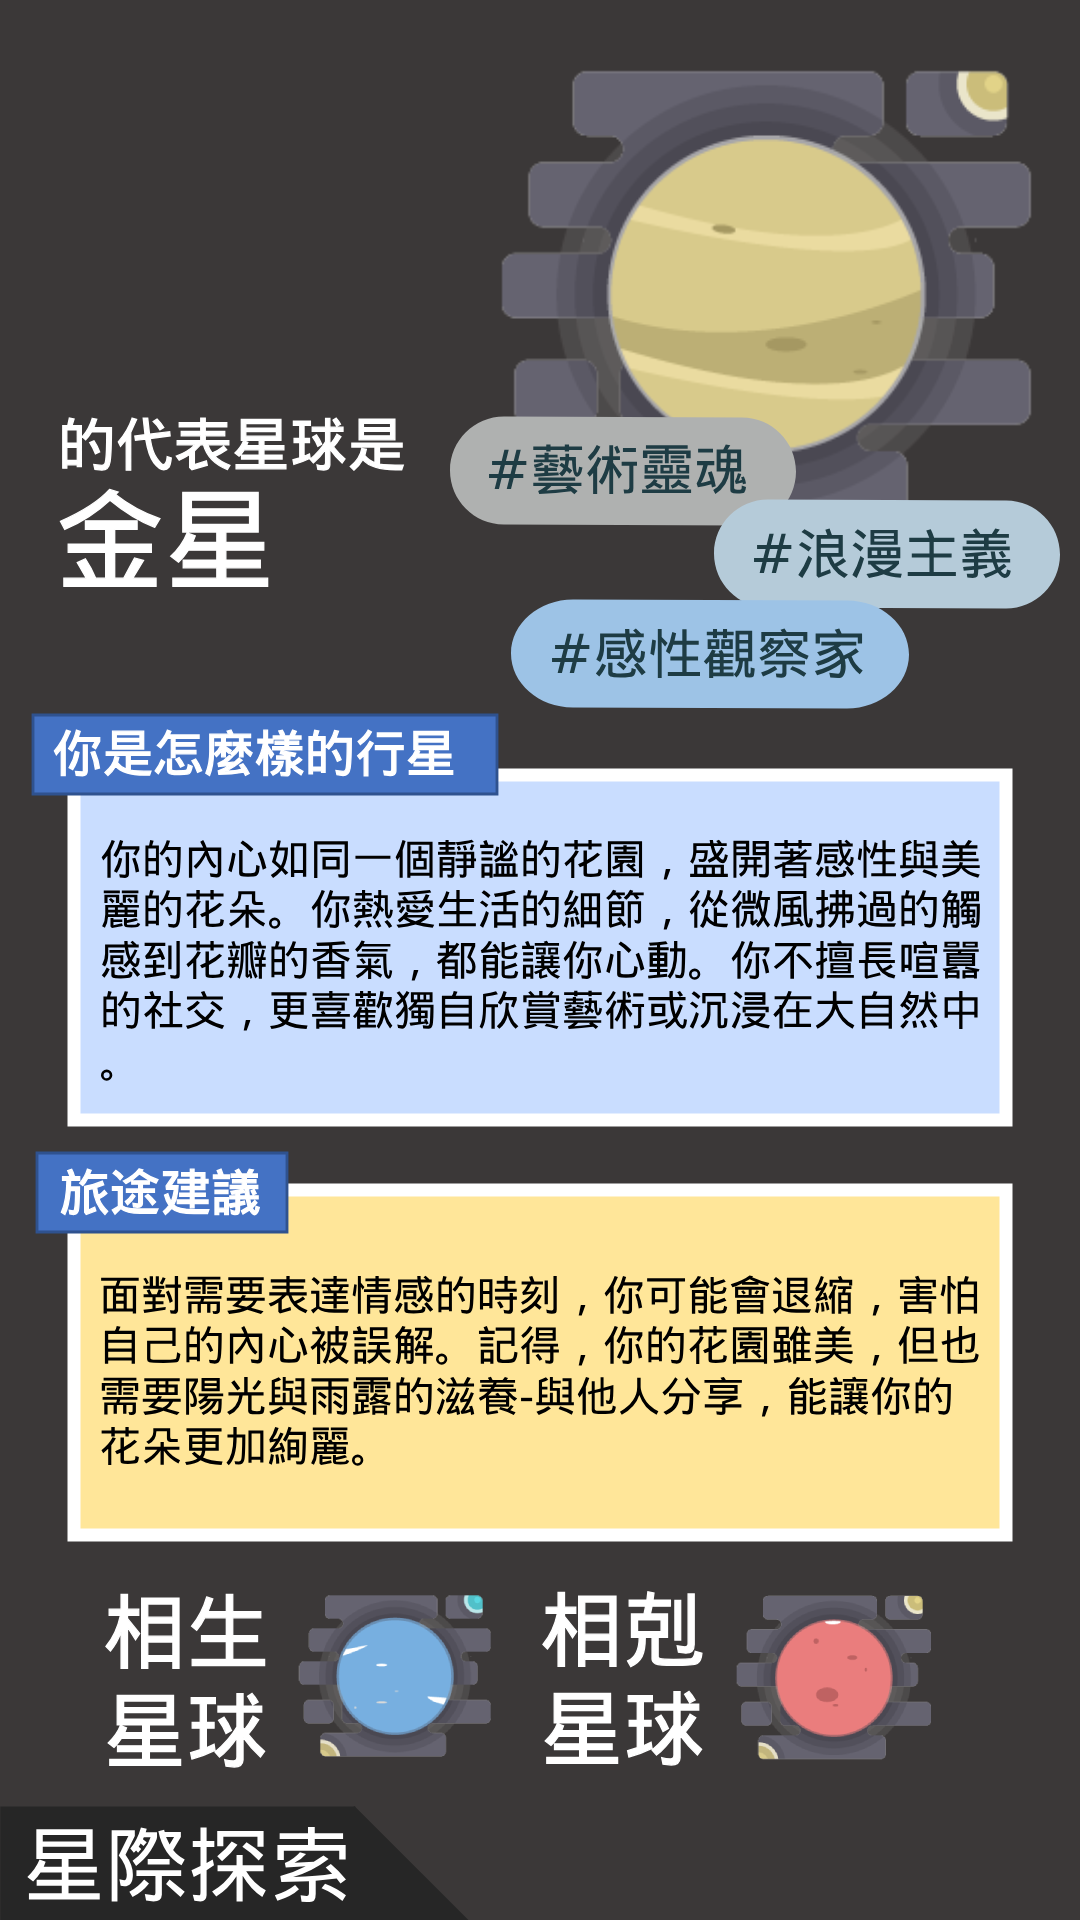 的代表星球是
金星
#藝術靈魂
#浪漫主義
#感性觀察家
你是怎麼樣的行星
你的內心如同一個靜謐的花園，盛開著感性與美
麗的花朵。你熱愛生活的細節，從微風拂過的觸
感到花瓣的香氣，都能讓你心動。你不擅長喧囂
的社交，更喜歡獨自欣賞藝術或沉浸在大自然中
。
旅途建議
面對需要表達情感的時刻，你可能會退縮，害怕
自己的內心被誤解。記得，你的花園雖美，但也
需要陽光與雨露的滋養-與他人分享，能讓你的
花朵更加絢麗。
相生
星球
相剋
星球
星際探索